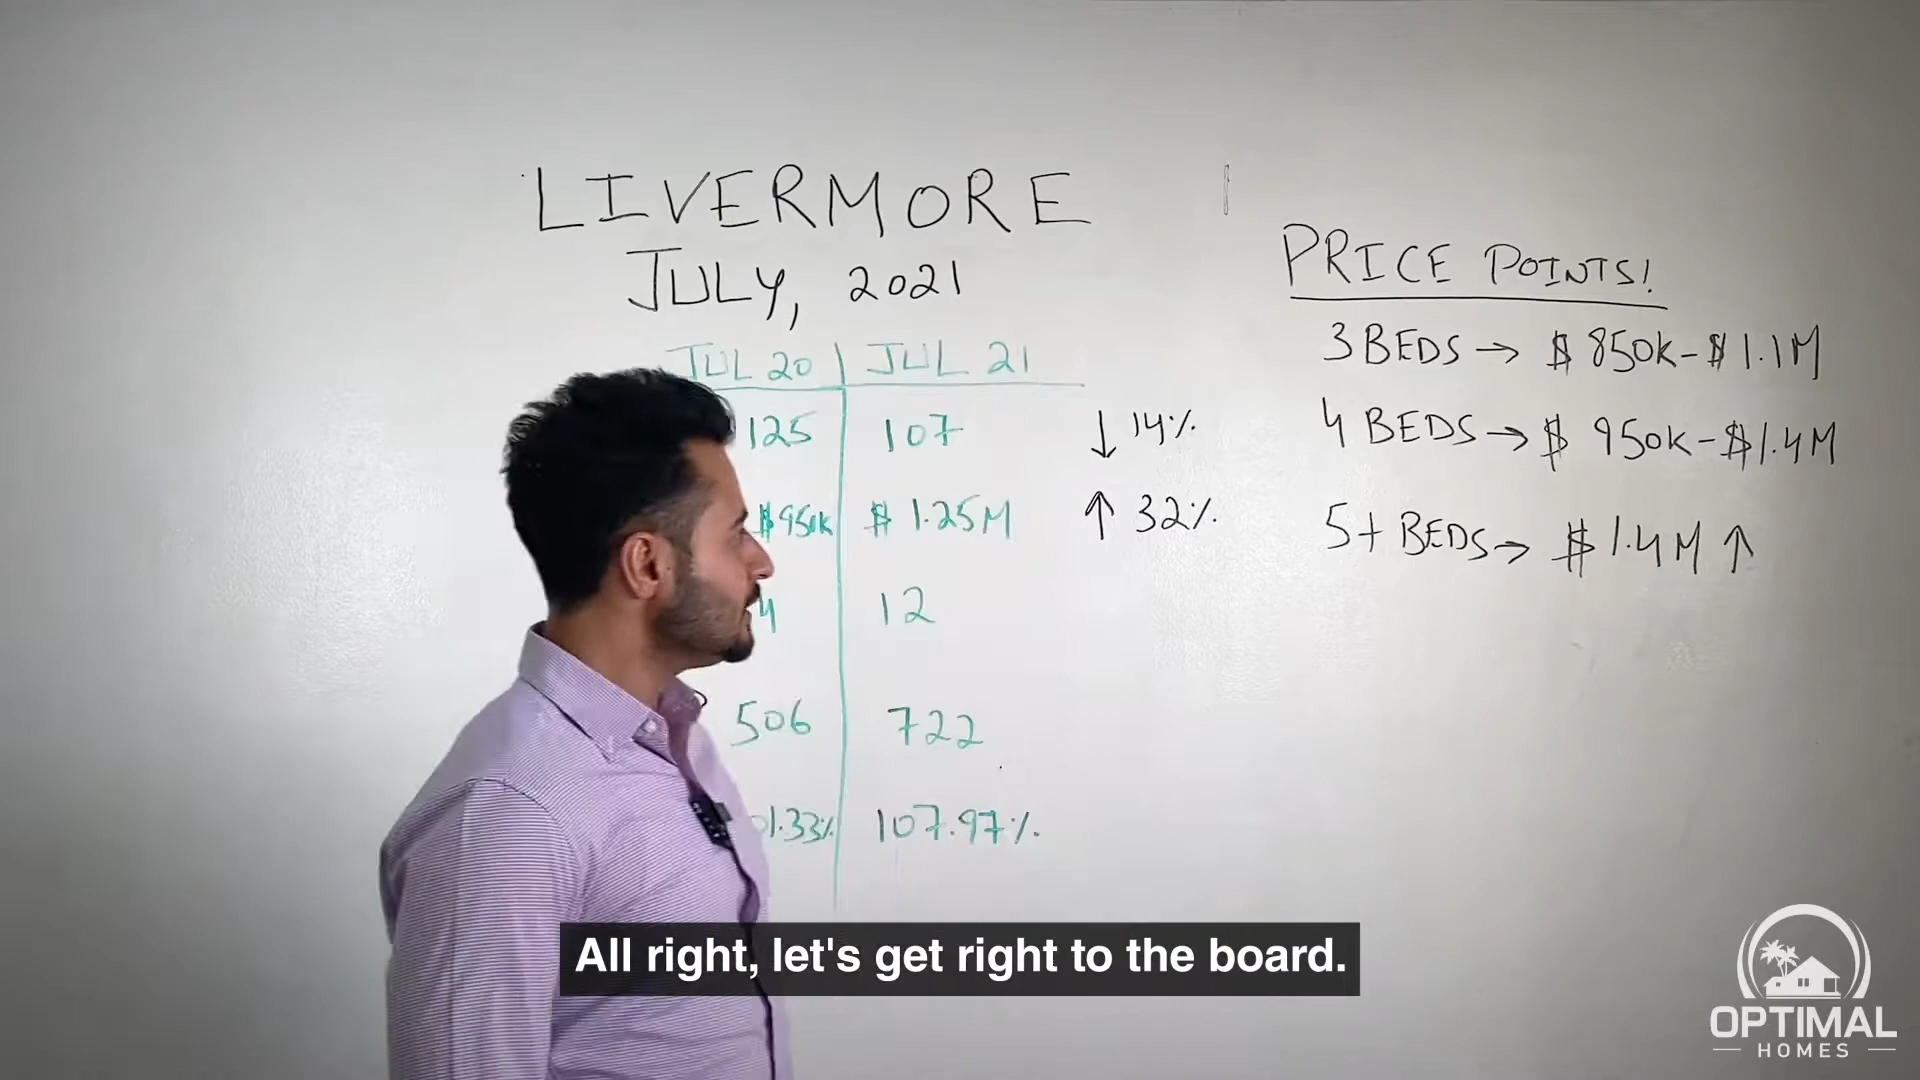 LIVERMORE
JULY, 2021
JUL 20 | JUL 21
125 107 ↓ 14%
$950K $1.25M ↑ 32%
12
506 722
107.97%
PRICE POINTS!
3 BEDS → $850K-$1.1M
4 BEDS → $950K-$1.4M
5+ BEDS → $1.4M ↑
All right, let's get right to the board.
OPTIMAL
HOMES